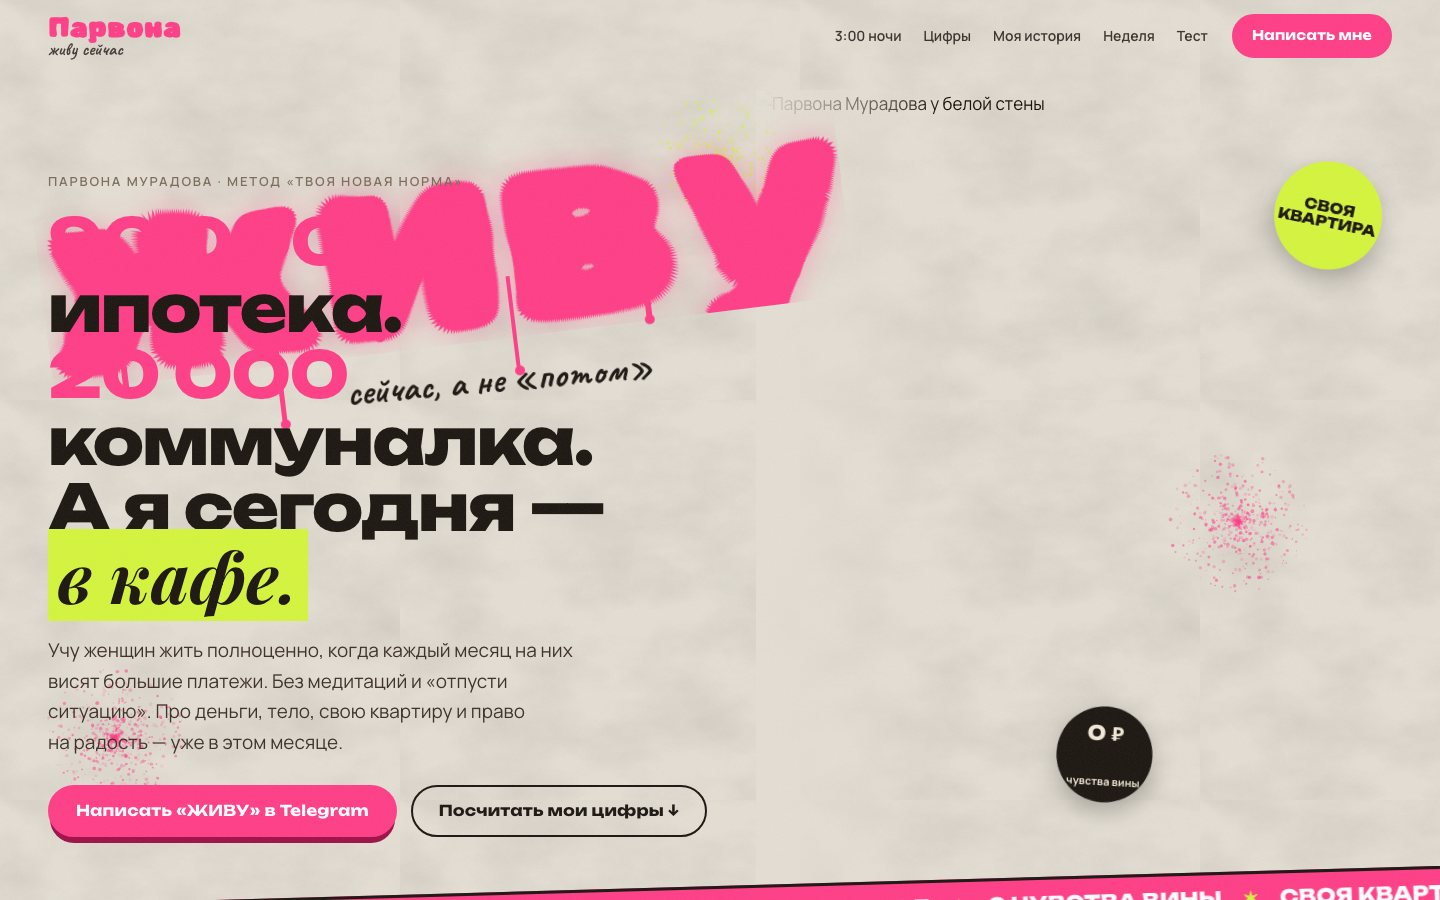 Парвона
живу сейчас
3:00 ночи Цифры Моя история Неделя Тест Написать мне
Парвона Мурадова у белой стены
ПАРВОНА МУРАДОВА · МЕТОД «ТВОЯ НОВАЯ НОРМА»
ЖИВУ
ипотека.
20 000
сейчас, а не «потом»
коммуналка.
А я сегодня —
в кафе.
СВОЯ
КВАРТИРА
Учу женщин жить полноценно, когда каждый месяц на них
висят большие платежи. Без медитаций и «отпусти
ситуацию». Про деньги, тело, свою квартиру и право
на радость — уже в этом месяце.
0 ₽
чувства вины
Написать «ЖИВУ» в Telegram
Посчитать мои цифры ↓
ЧУВСТВА ВИНЫ